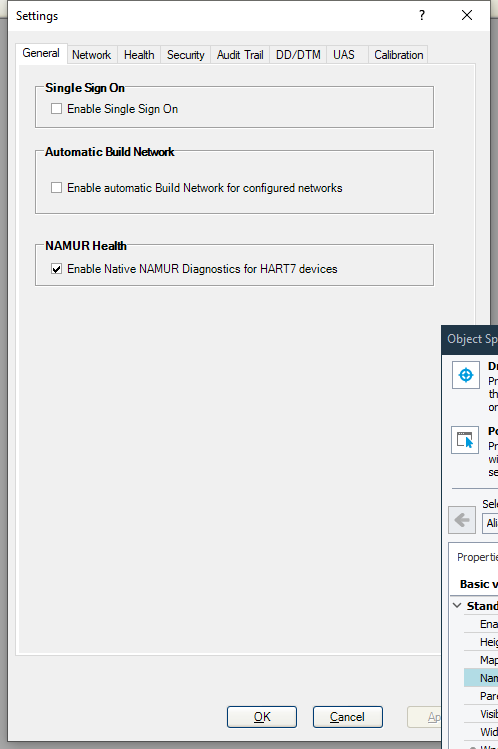 Settings
?
General Network Health Security Audit Trail DD/DTM UAS Calibration
Single Sign On
Enable Single Sign On
Automatic Build Network
Enable automatic Build Network for configured networks
NAMUR Health
Enable Native NAMUR Diagnostics for HART7 devices
OK Cancel Ap
Object Sp
Dr
Pr
th
or
Po
Pr
wi
se
Sele
Ali
Propertie
Basic v
Stand
Ena
Heig
Map
Nam
Pare
Visib
Wid